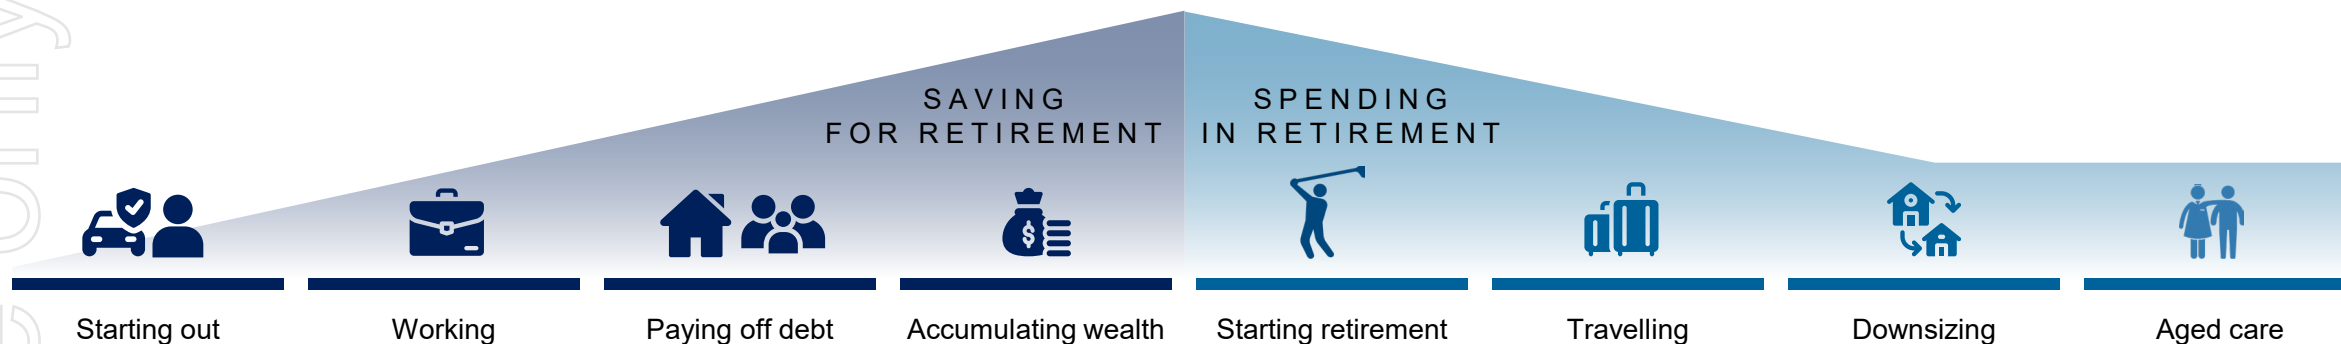 SAVING
FOR RETIREMENT
SPENDING
IN RETIREMENT
$
Starting out
Working
Paying off debt
Accumulating wealth
Starting retirement
Travelling
Downsizing
Aged care